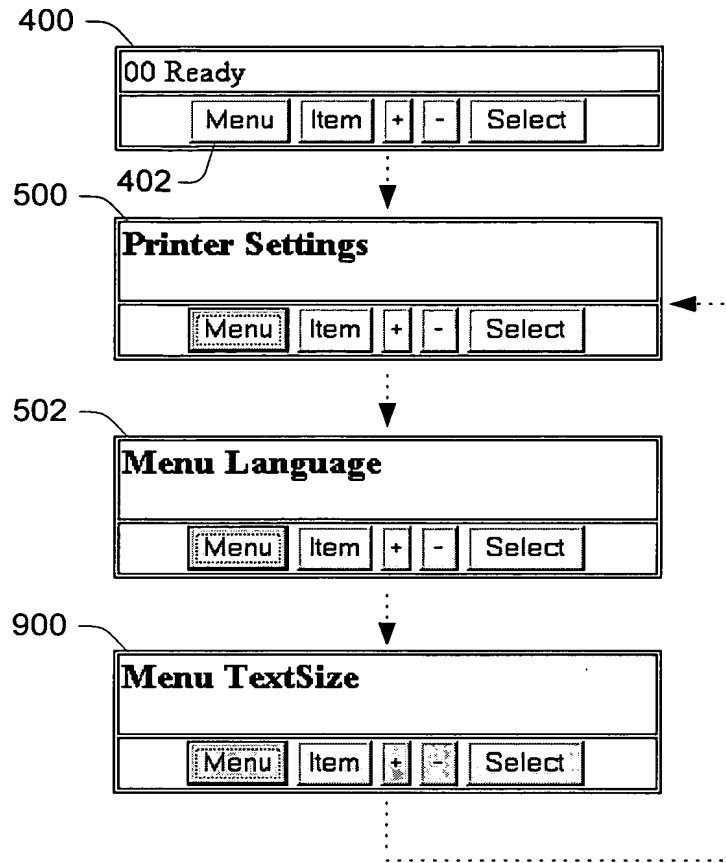 400
00 Ready
Menu Item + - Select
402
500
Printer Settings
Menu Item + - Select
502
Menu Language
Menu Item + - Select
900
Menu TextSize
Menu Item + - Select